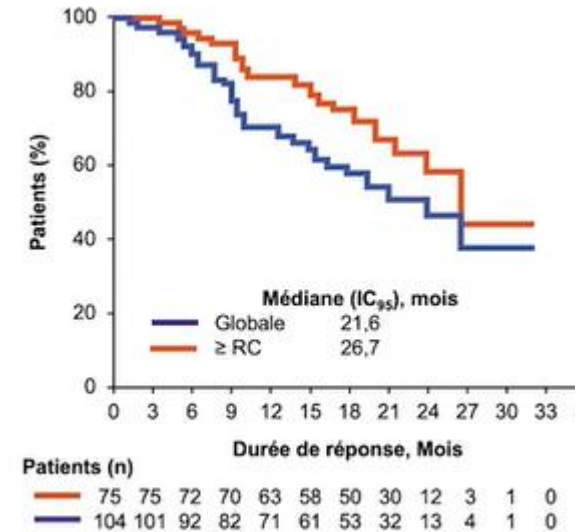 100
80
60
40
20
0
Patients (%)
Médiane (IC95), mois
Globale 21,6
≥ RC 26,7
0 3 6 9 12 15 18 21 24 27 30 33
Durée de réponse, Mois
Patients (n)
75 75 72 70 63 58 50 30 12 3 1 0
104 101 92 82 71 61 53 32 13 4 1 0